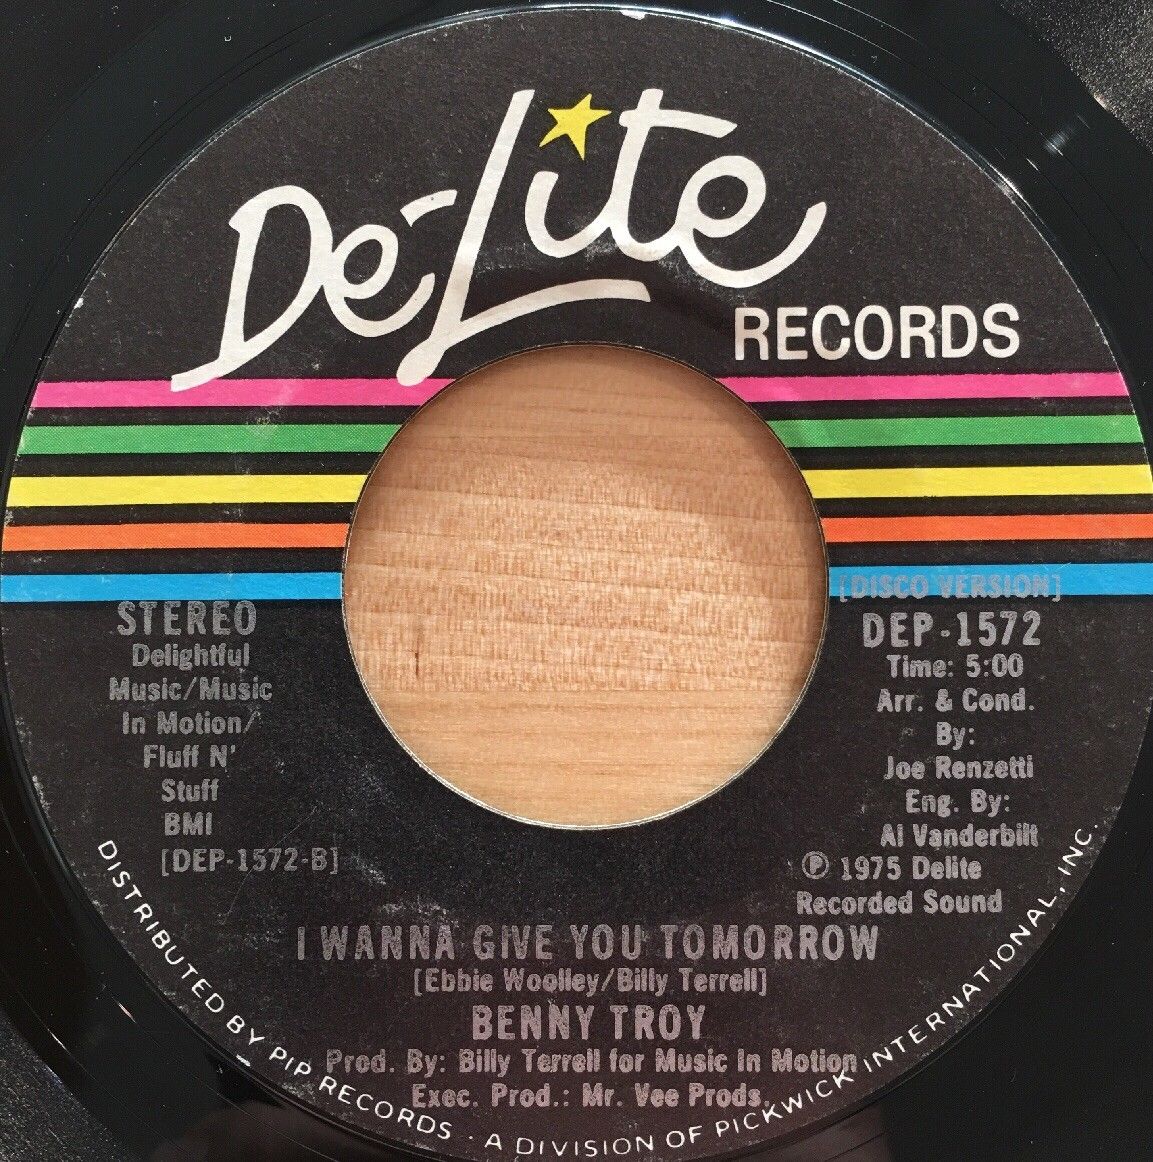 De-Lite
RECORDS
STEREO
Delightful
Music/Music
In Motion/
Fluff N'
Stuff
BMI
[DEP-1572-B]
[DISCO VERSION]
DEP-1572
Time: 5:00
Arr. & Cond.
By:
Joe Renzetti
Eng. By:
Al Vanderbilt
℗ 1975 Delite
Recorded Sound
I WANNA GIVE YOU TOMORROW
[Ebbie Woolley/Billy Terrell]
BENNY TROY
Prod. By: Billy Terrell for Music In Motion
Exec. Prod.: Mr. Vee Prods.
DISTRIBUTED BY PIP RECORDS · A DIVISION OF PICKWICK INTERNATIONAL, INC.